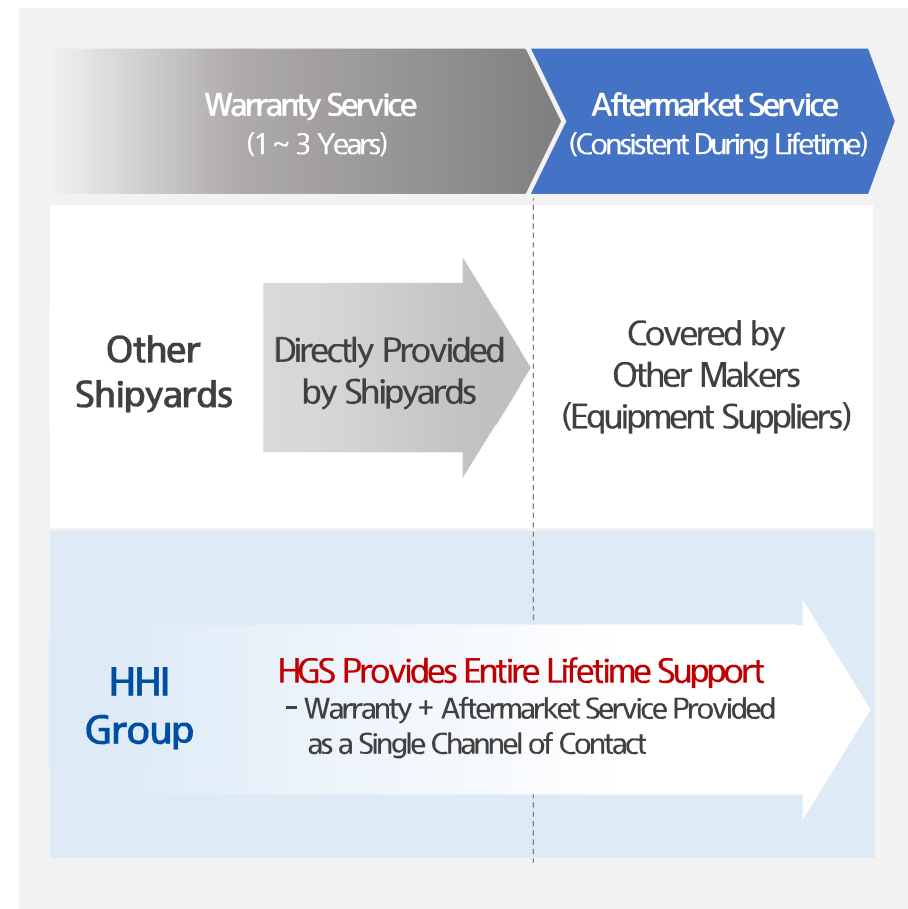 Warranty Service
(1 ~ 3 Years)
Aftermarket Service
(Consistent During Lifetime)
Other
Shipyards
Directly Provided
by Shipyards
Covered by
Other Makers
(Equipment Suppliers)
HHI
Group
HGS Provides Entire Lifetime Support
- Warranty + Aftermarket Service Provided
as a Single Channel of Contact